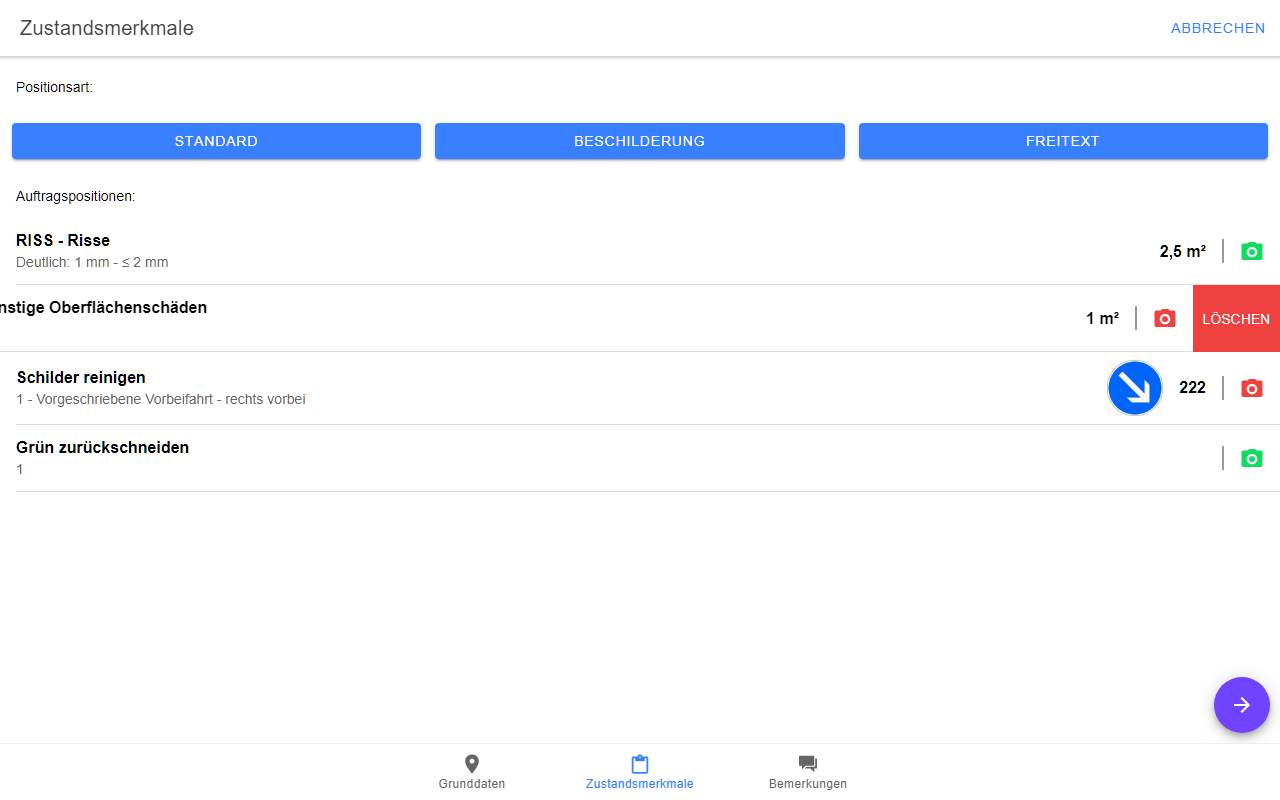 Zustandsmerkmale
ABBRECHEN
Positionsart:
STANDARD
BESCHILDERUNG
FREITEXT
Auftragspositionen:
RISS - Risse
Deutlich: 1 mm - ≤ 2 mm
2,5 m²
nstige Oberflächenschäden
1 m²
LÖSCHEN
Schilder reinigen
1 - Vorgeschriebene Vorbeifahrt - rechts vorbei
222
Grün zurückschneiden
1
Grunddaten
Zustandsmerkmale
Bemerkungen